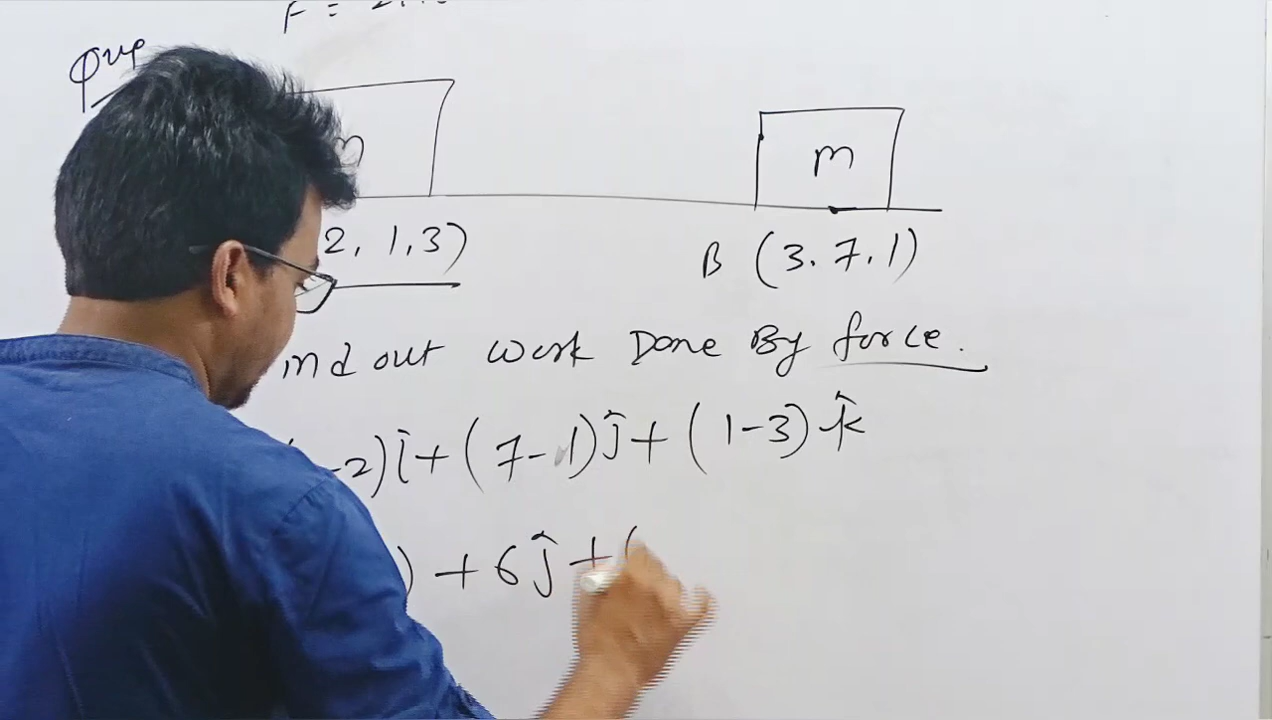 F =
Que
m m
2, 1, 3) B (3. 7. 1)
ind out work Done By force.
-2)î + (7-1)ĵ + (1-3) k̂
) + 6ĵ + (